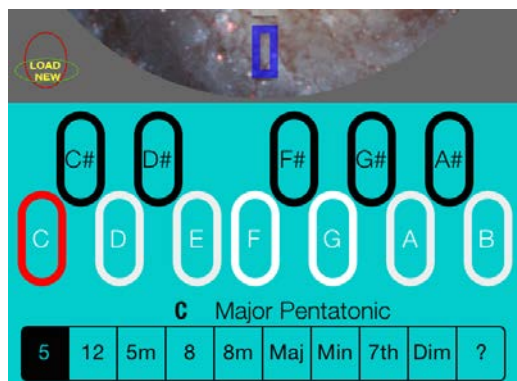 LOAD
NEW
C# D# F# G# A#
C D E F G A B
C Major Pentatonic
5 12 5m 8 8m Maj Min 7th Dim ?